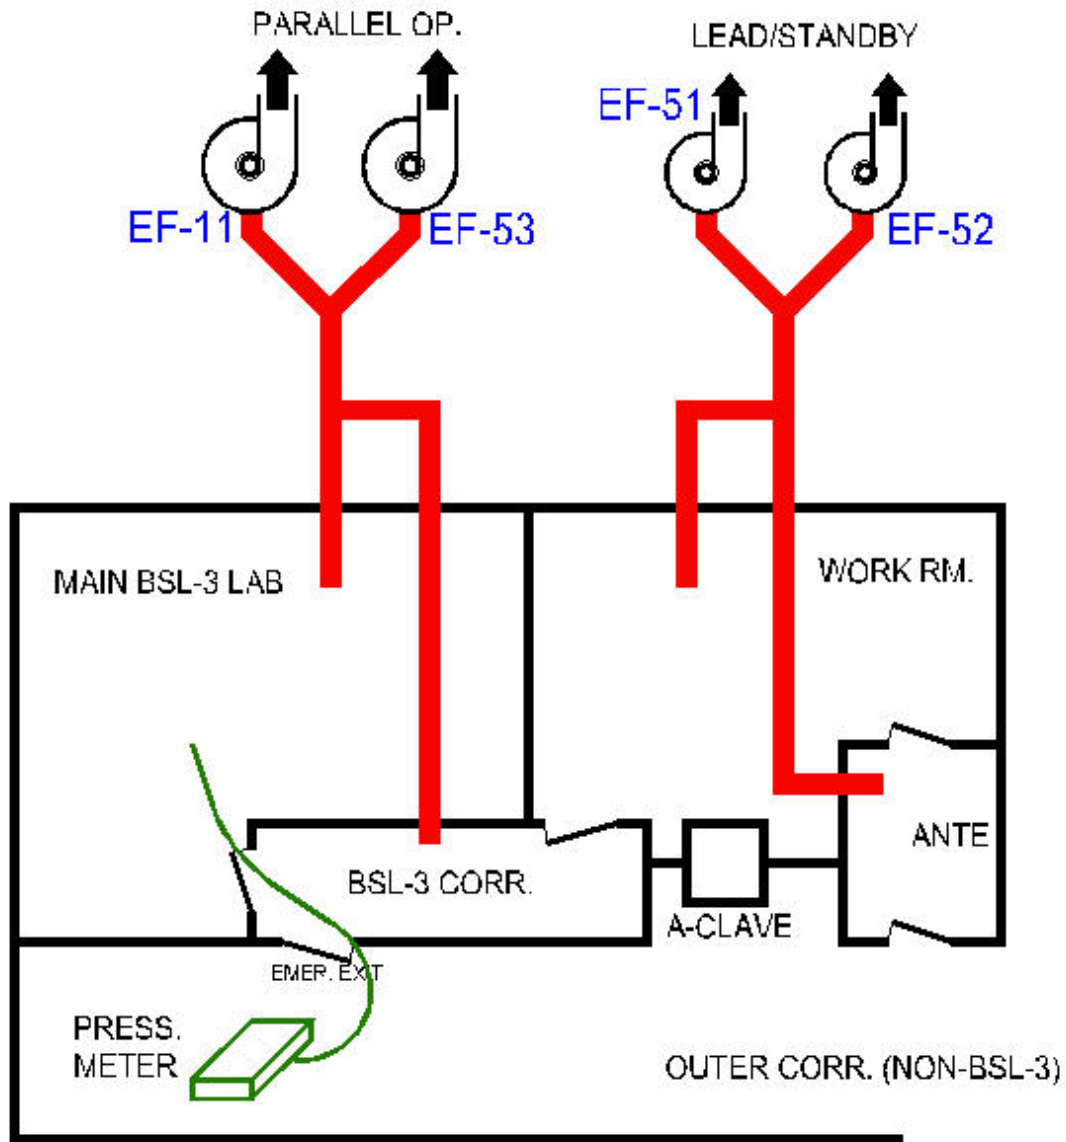 PARALLEL OP.
LEAD/STANDBY
EF-51
EF-11
EF-53
EF-52
MAIN BSL-3 LAB
WORK RM.
ANTE
BSL-3 CORR.
A-CLAVE
EMER. EXIT
PRESS.
METER
OUTER CORR. (NON-BSL-3)